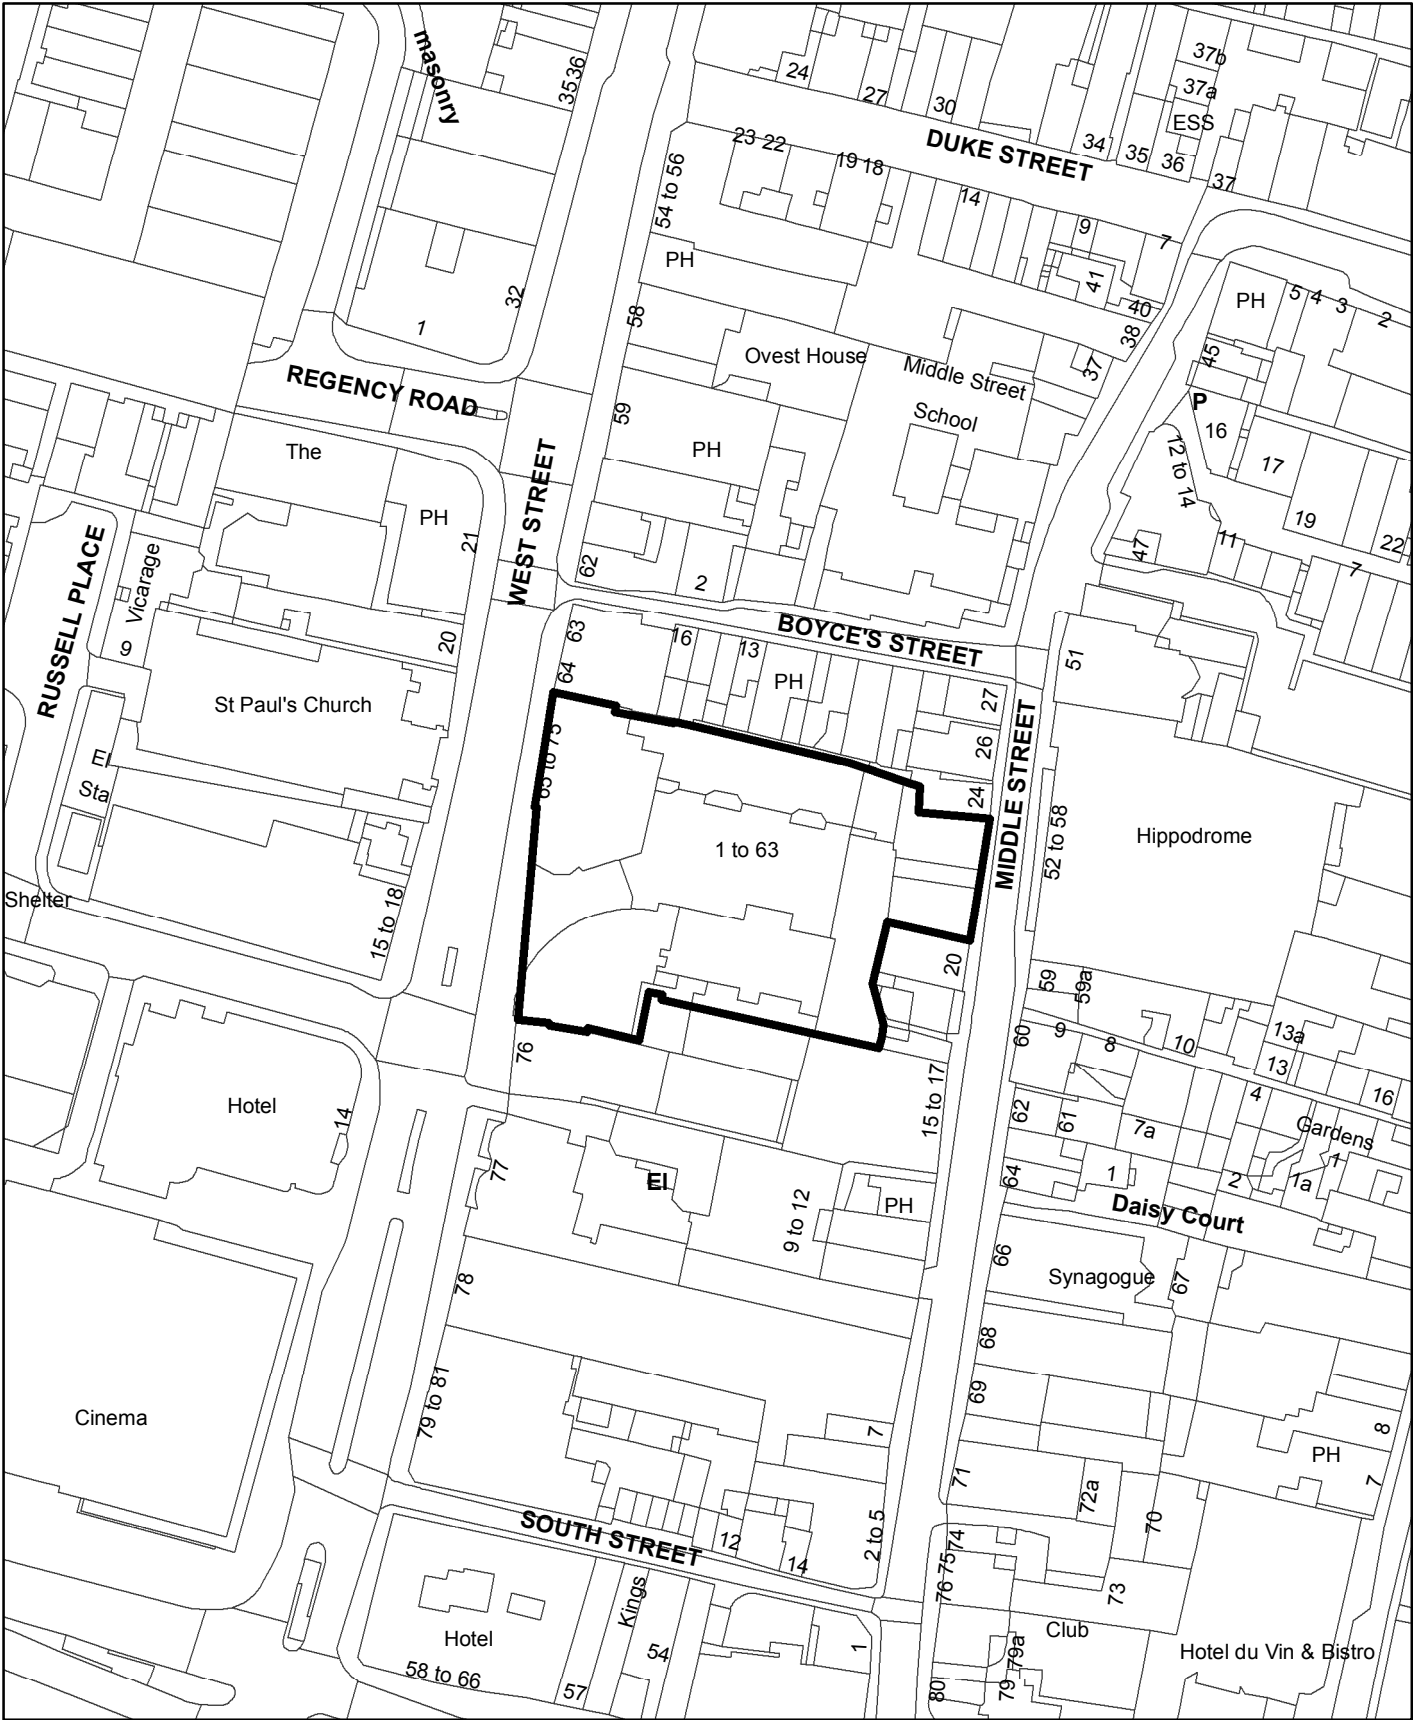 masonry
35
36
24
27
30
37b
37a
ESS
DUKE STREET
34
35
36
37
23
22
19
18
54 to 56
14
9
7
PH
41
40
38
32
1
58
PH
5
4
3
2
Ovest House
Middle Street
School
37
45
REGENCY ROAD
59
P
16
12 to 14
17
The
PH
PH
WEST STREET
21
19
22
47
11
7
RUSSELL PLACE
Vicarage
9
62
2
20
63
64
16
13
BOYCE'S STREET
PH
51
27
26
24
St Paul's Church
El
Sta
65 to 75
MIDDLE STREET
52 to 58
Hippodrome
1 to 63
Shelter
15 to 18
20
59
59a
60
9
8
10
13a
13
16
4
76
Hotel
14
15 to 17
62
61
7a
Gardens
1
1a
2
77
El
64
1
9 to 12
PH
Daisy Court
66
Synagogue
67
78
68
69
79 to 81
Cinema
7
8
PH
7
71
72a
70
SOUTH STREET
12
14
2 to 5
74
75
76
73
Kings
Hotel
54
58 to 66
57
1
Club
79a
79
80
Hotel du Vin & Bistro